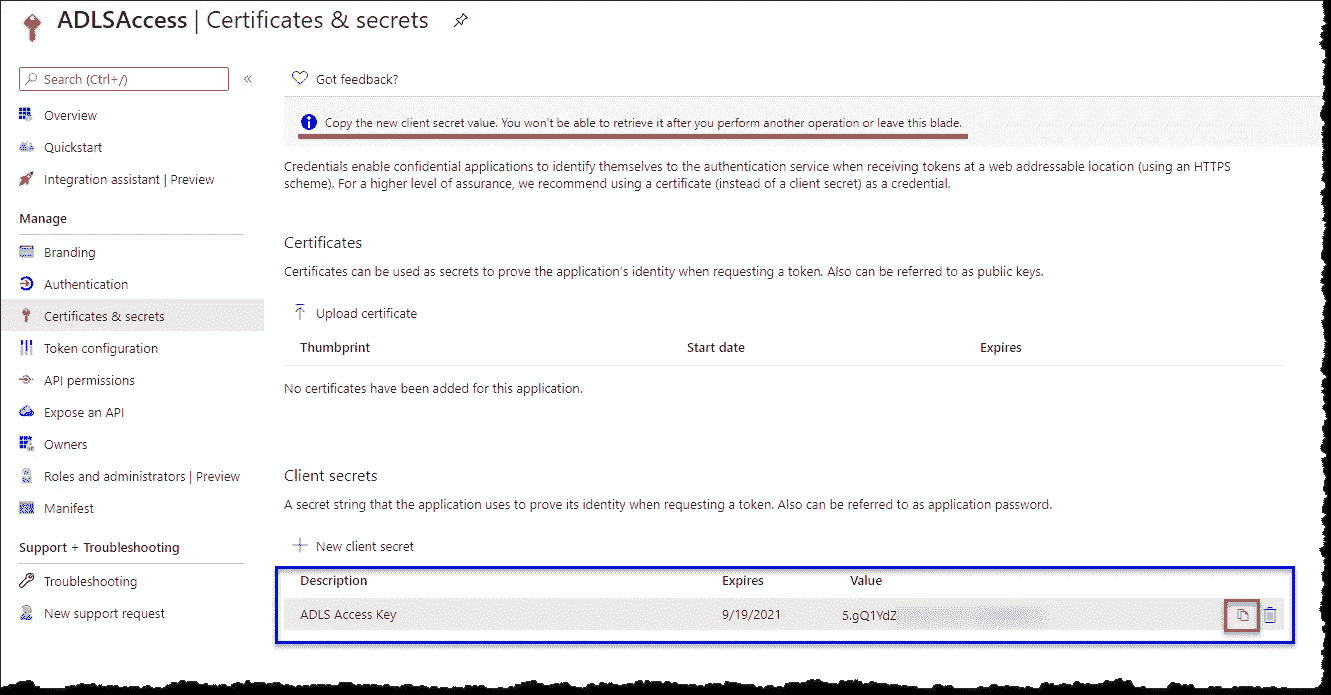 ADLSAccess | Certificates & secrets
Search (Ctrl+/)
«
Overview
Quickstart
Integration assistant | Preview
Manage
Branding
Authentication
Certificates & secrets
Token configuration
API permissions
Expose an API
Owners
Roles and administrators | Preview
Manifest
Support + Troubleshooting
Troubleshooting
New support request
Got feedback?
Copy the new client secret value. You won't be able to retrieve it after you perform another operation or leave this blade.
Credentials enable confidential applications to identify themselves to the authentication service when receiving tokens at a web addressable location (using an HTTPS
scheme). For a higher level of assurance, we recommend using a certificate (instead of a client secret) as a credential.
Certificates
Certificates can be used as secrets to prove the application's identity when requesting a token. Also can be referred to as public keys.
Upload certificate
Thumbprint Start date Expires
No certificates have been added for this application.
Client secrets
A secret string that the application uses to prove its identity when requesting a token. Also can be referred to as application password.
New client secret
Description Expires Value
ADLS Access Key 9/19/2021 5.gQ1YdZ